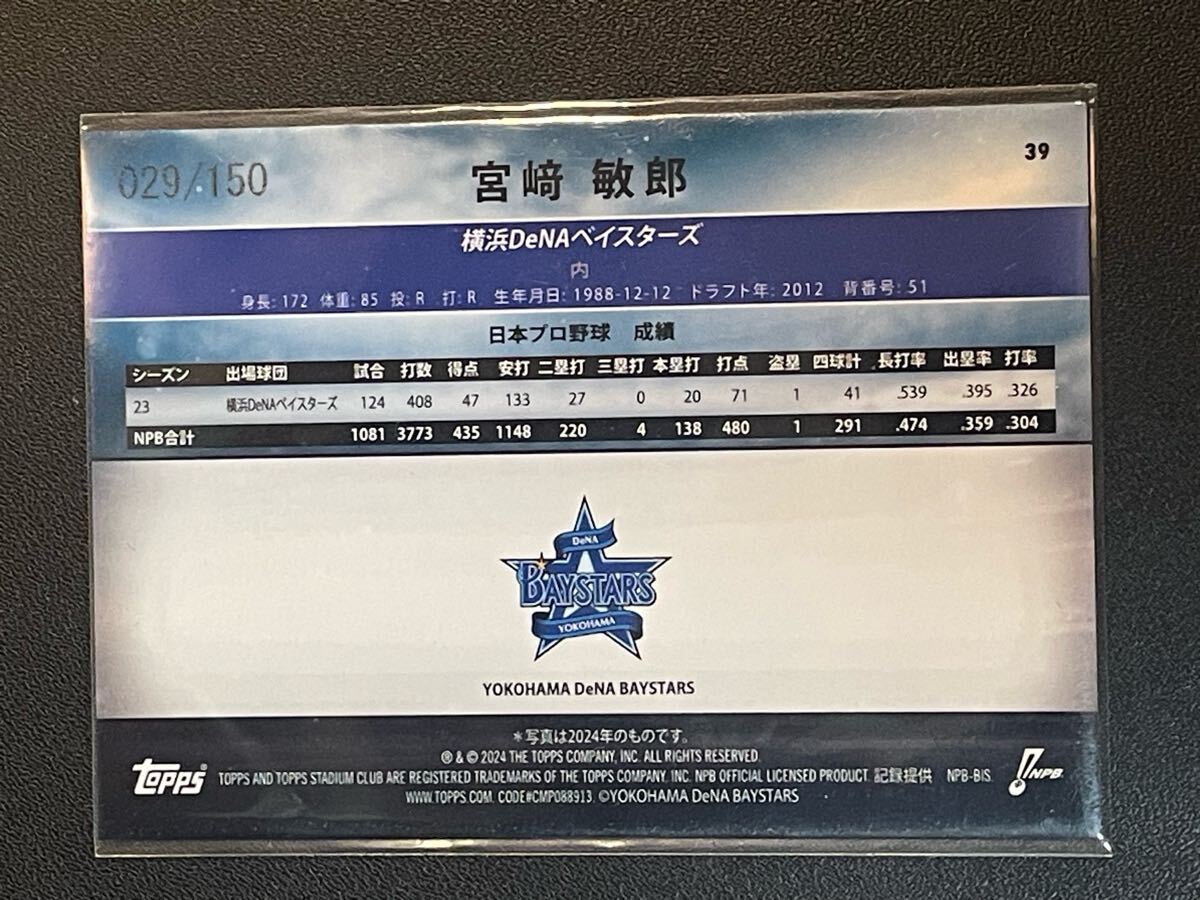 029/150
宮﨑 敏郎
39
横浜DeNAベイスターズ
内
身長: 172 体重: 85 投: R 打: R 生年月日: 1988-12-12 ドラフト年: 2012 背番号: 51
日本プロ野球 成績
シーズン 出場球団 試合 打数 得点 安打 二塁打 三塁打 本塁打 打点 盗塁 四球計 長打率 出塁率 打率
23 横浜DeNAベイスターズ 124 408 47 133 27 0 20 71 1 41 .539 .395 .326
NPB合計 1081 3773 435 1148 220 4 138 480 1 291 .474 .359 .304
DeNA
BAYSTARS
YOKOHAMA
YOKOHAMA DeNA BAYSTARS
＊写真は2024年のものです。
® & © 2024 THE TOPPS COMPANY, INC. ALL RIGHTS RESERVED.
Topps TOPPS AND TOPPS STADIUM CLUB ARE REGISTERED TRADEMARKS OF THE TOPPS COMPANY, INC. NPB OFFICIAL LICENSED PRODUCT. 記録提供 NPB-BIS. NPB
WWW.TOPPS.COM. CODE#CMP088913 ©YOKOHAMA DeNA BAYSTARS